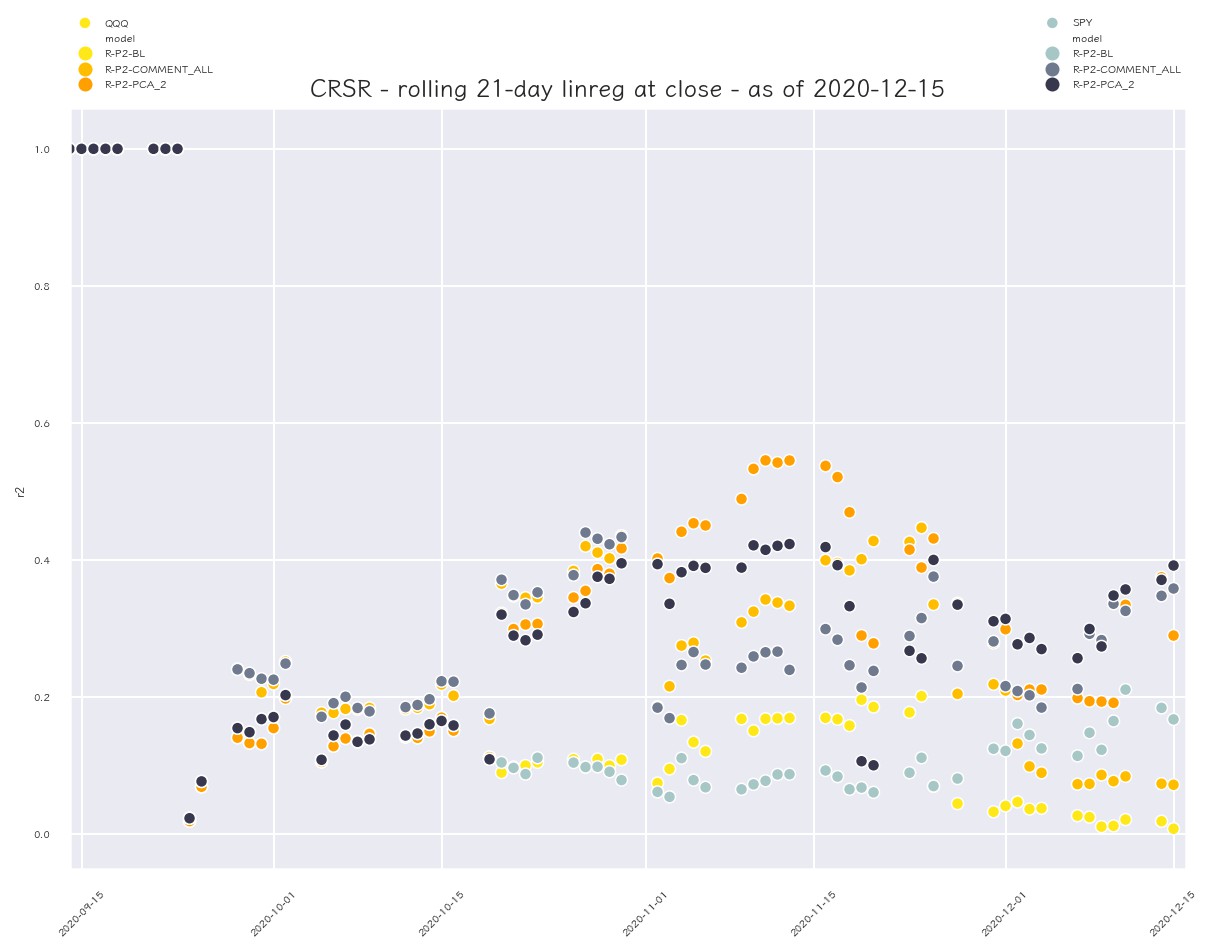 QQQ
model
R-P2-BL
R-P2-COMMENT_ALL
R-P2-PCA_2
SPY
model
R-P2-BL
R-P2-COMMENT_ALL
R-P2-PCA_2
CRSR - rolling 21-day linreg at close - as of 2020-12-15
1.0
0.8
0.6
0.4
0.2
0.0
r2
2020-09-15
2020-10-01
2020-10-15
2020-11-01
2020-11-15
2020-12-01
2020-12-15